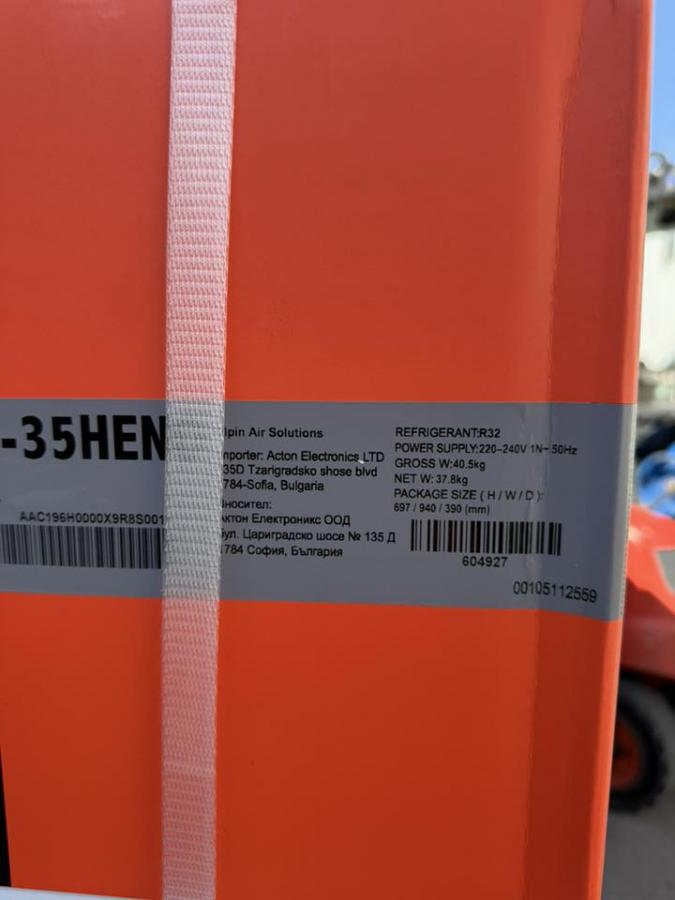 -35HEN
AAC196H0000X9R8S001
lpin Air Solutions
nporter: Acton Electronics LTD
35D Tzarigradsko shose blvd
784-Sofia, Bulgaria
носител:
Актон Електроникс ООД
бул. Цариградско шосе № 135 Д
784 София, България
REFRIGERANT:R32
POWER SUPPLY:220-240V 1N~ 50Hz
GROSS W:40.5kg
NET W: 37.8kg
PACKAGE SIZE ( H / W / D ):
697 / 940 / 390 (mm)
604927
00105112559